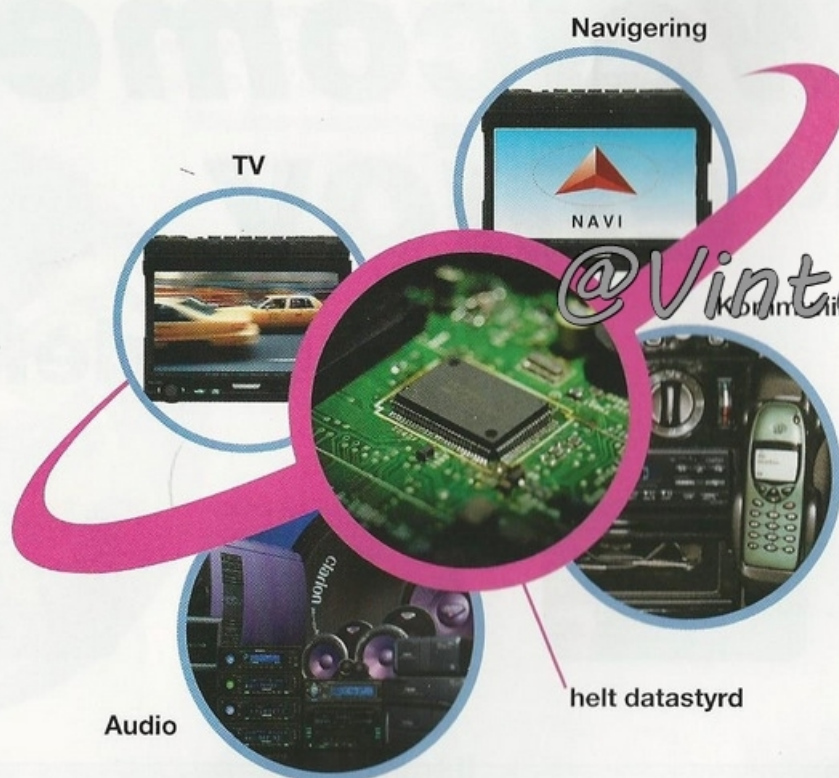 Navigering
TV
NAVI
@Vint
Audio
clarion
helt datastyrd